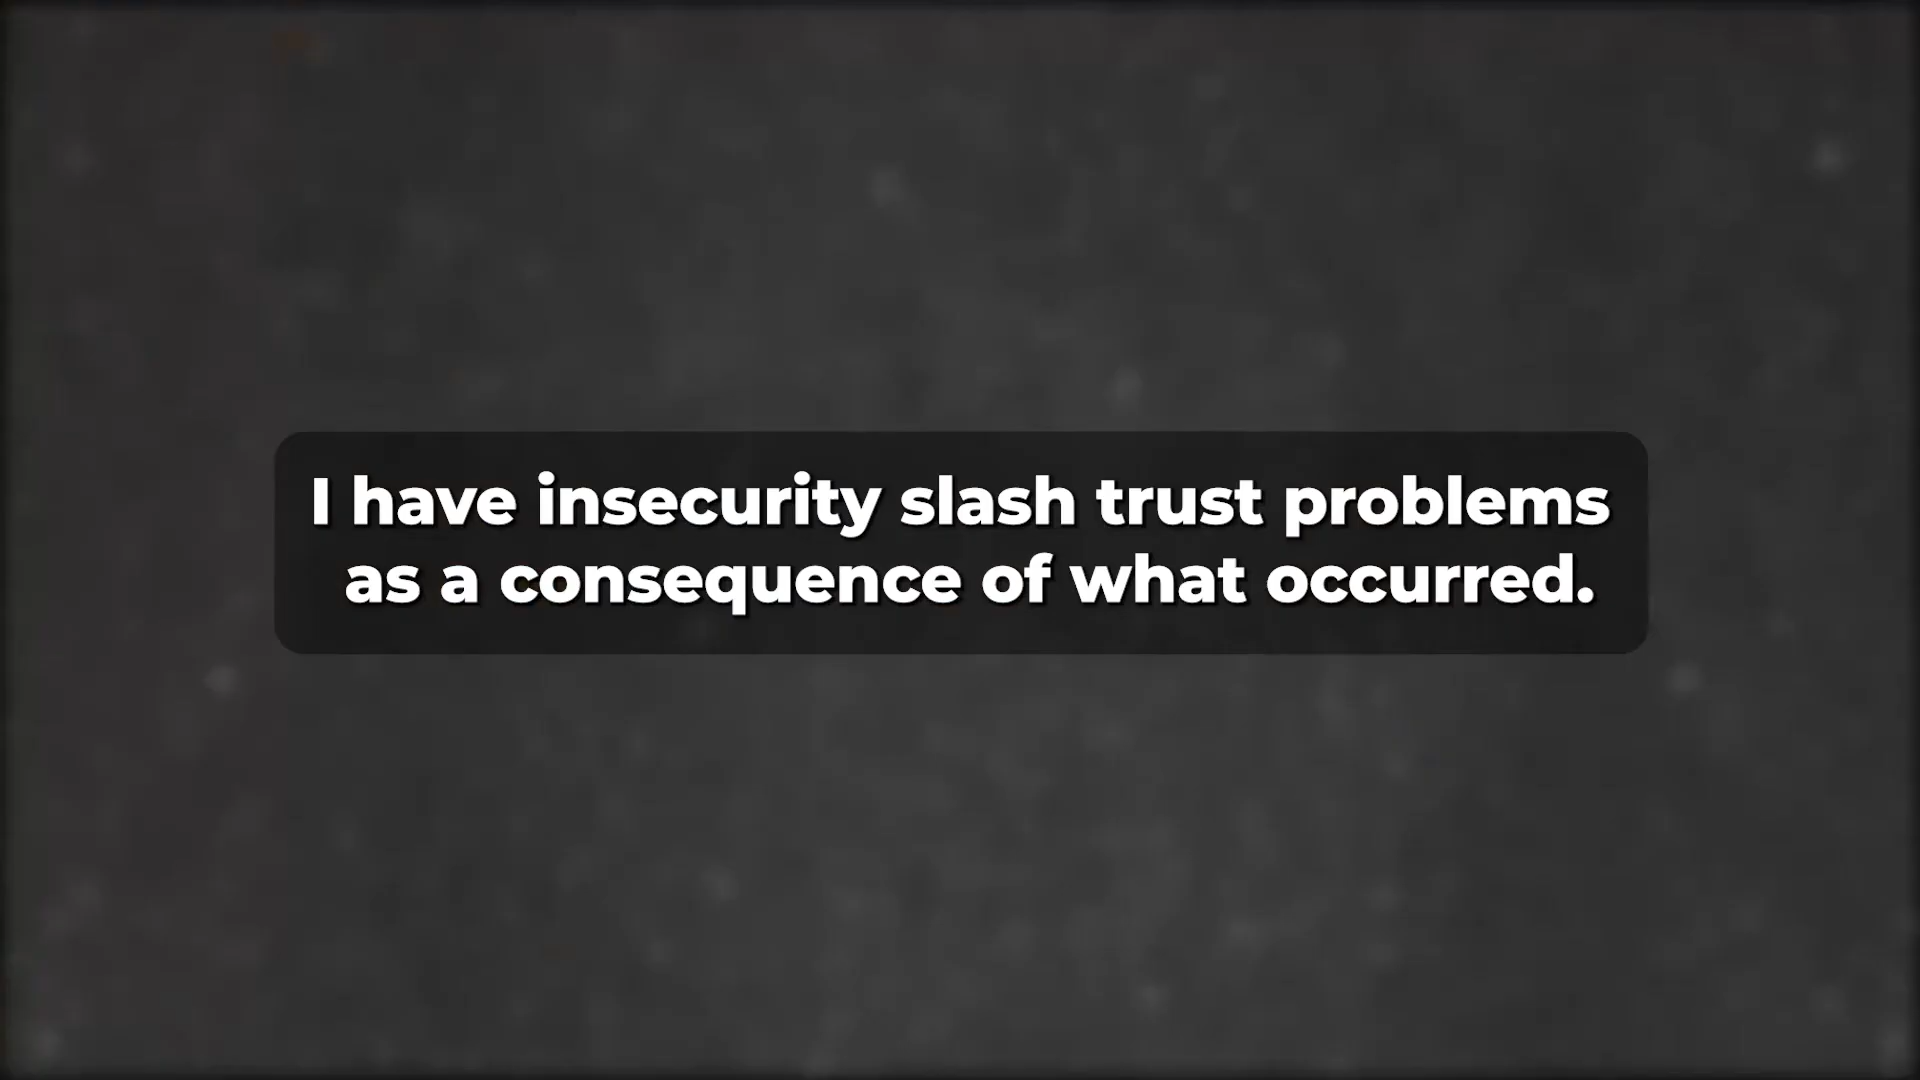 I have insecurity slash trust problems
as a consequence of what occurred.